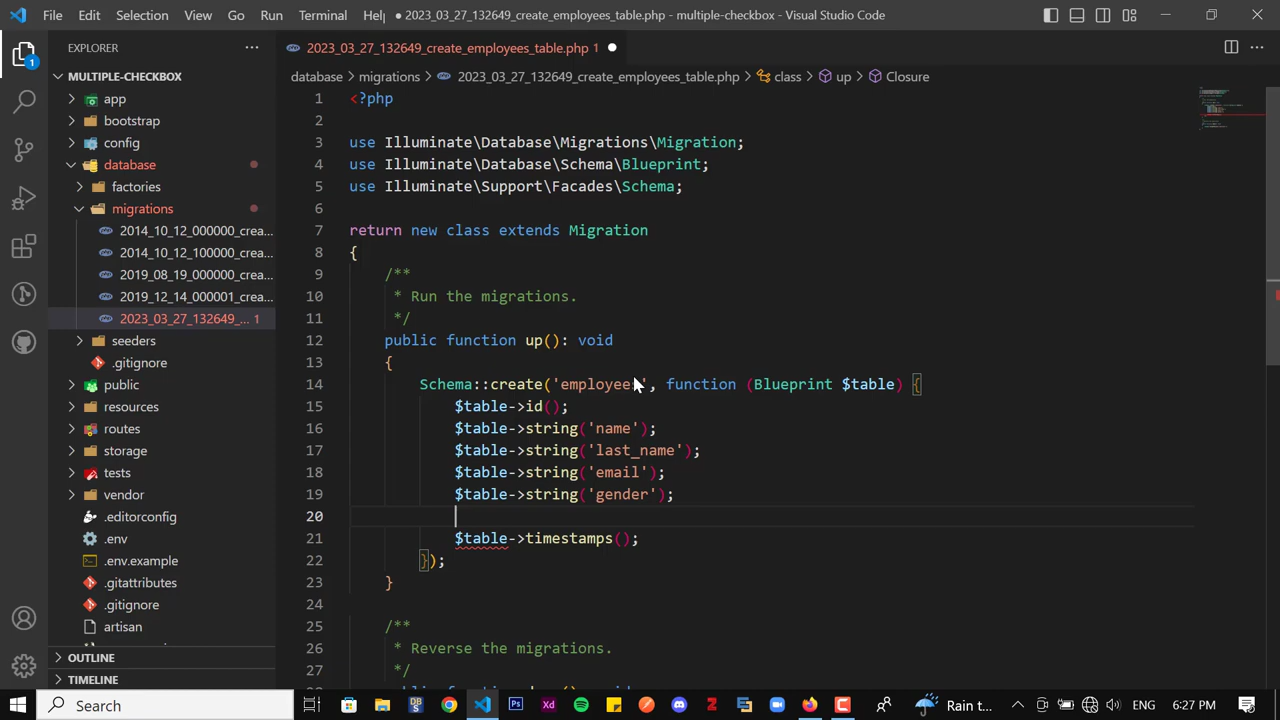 File Edit Selection View Go Run Terminal Help
● 2023_03_27_132649_create_employees_table.php - multiple-checkbox - Visual Studio Code
EXPLORER
2023_03_27_132649_create_employees_table.php 1 ●
MULTIPLE-CHECKBOX
database > migrations > 2023_03_27_132649_create_employees_table.php > class > up > Closure
1
app
bootstrap
config
database
factories
migrations
2014_10_12_000000_crea...
2014_10_12_100000_crea...
2019_08_19_000000_crea...
2019_12_14_000001_crea...
2023_03_27_132649_... 1
seeders
.gitignore
public
resources
routes
storage
tests
vendor
.editorconfig
.env
.env.example
.gitattributes
.gitignore
artisan
OUTLINE
TIMELINE
1 <?php
2
3 use Illuminate\Database\Migrations\Migration;
4 use Illuminate\Database\Schema\Blueprint;
5 use Illuminate\Support\Facades\Schema;
6
7 return new class extends Migration
8 {
9 /**
10 * Run the migrations.
11 */
12 public function up(): void
13 {
14 Schema::create('employees', function (Blueprint $table) {
15 $table->id();
16 $table->string('name');
17 $table->string('last_name');
18 $table->string('email');
19 $table->string('gender');
20
21 $table->timestamps();
22 });
23 }
24
25 /**
26 * Reverse the migrations.
27 */
Search
Rain t...
ENG
6:27 PM